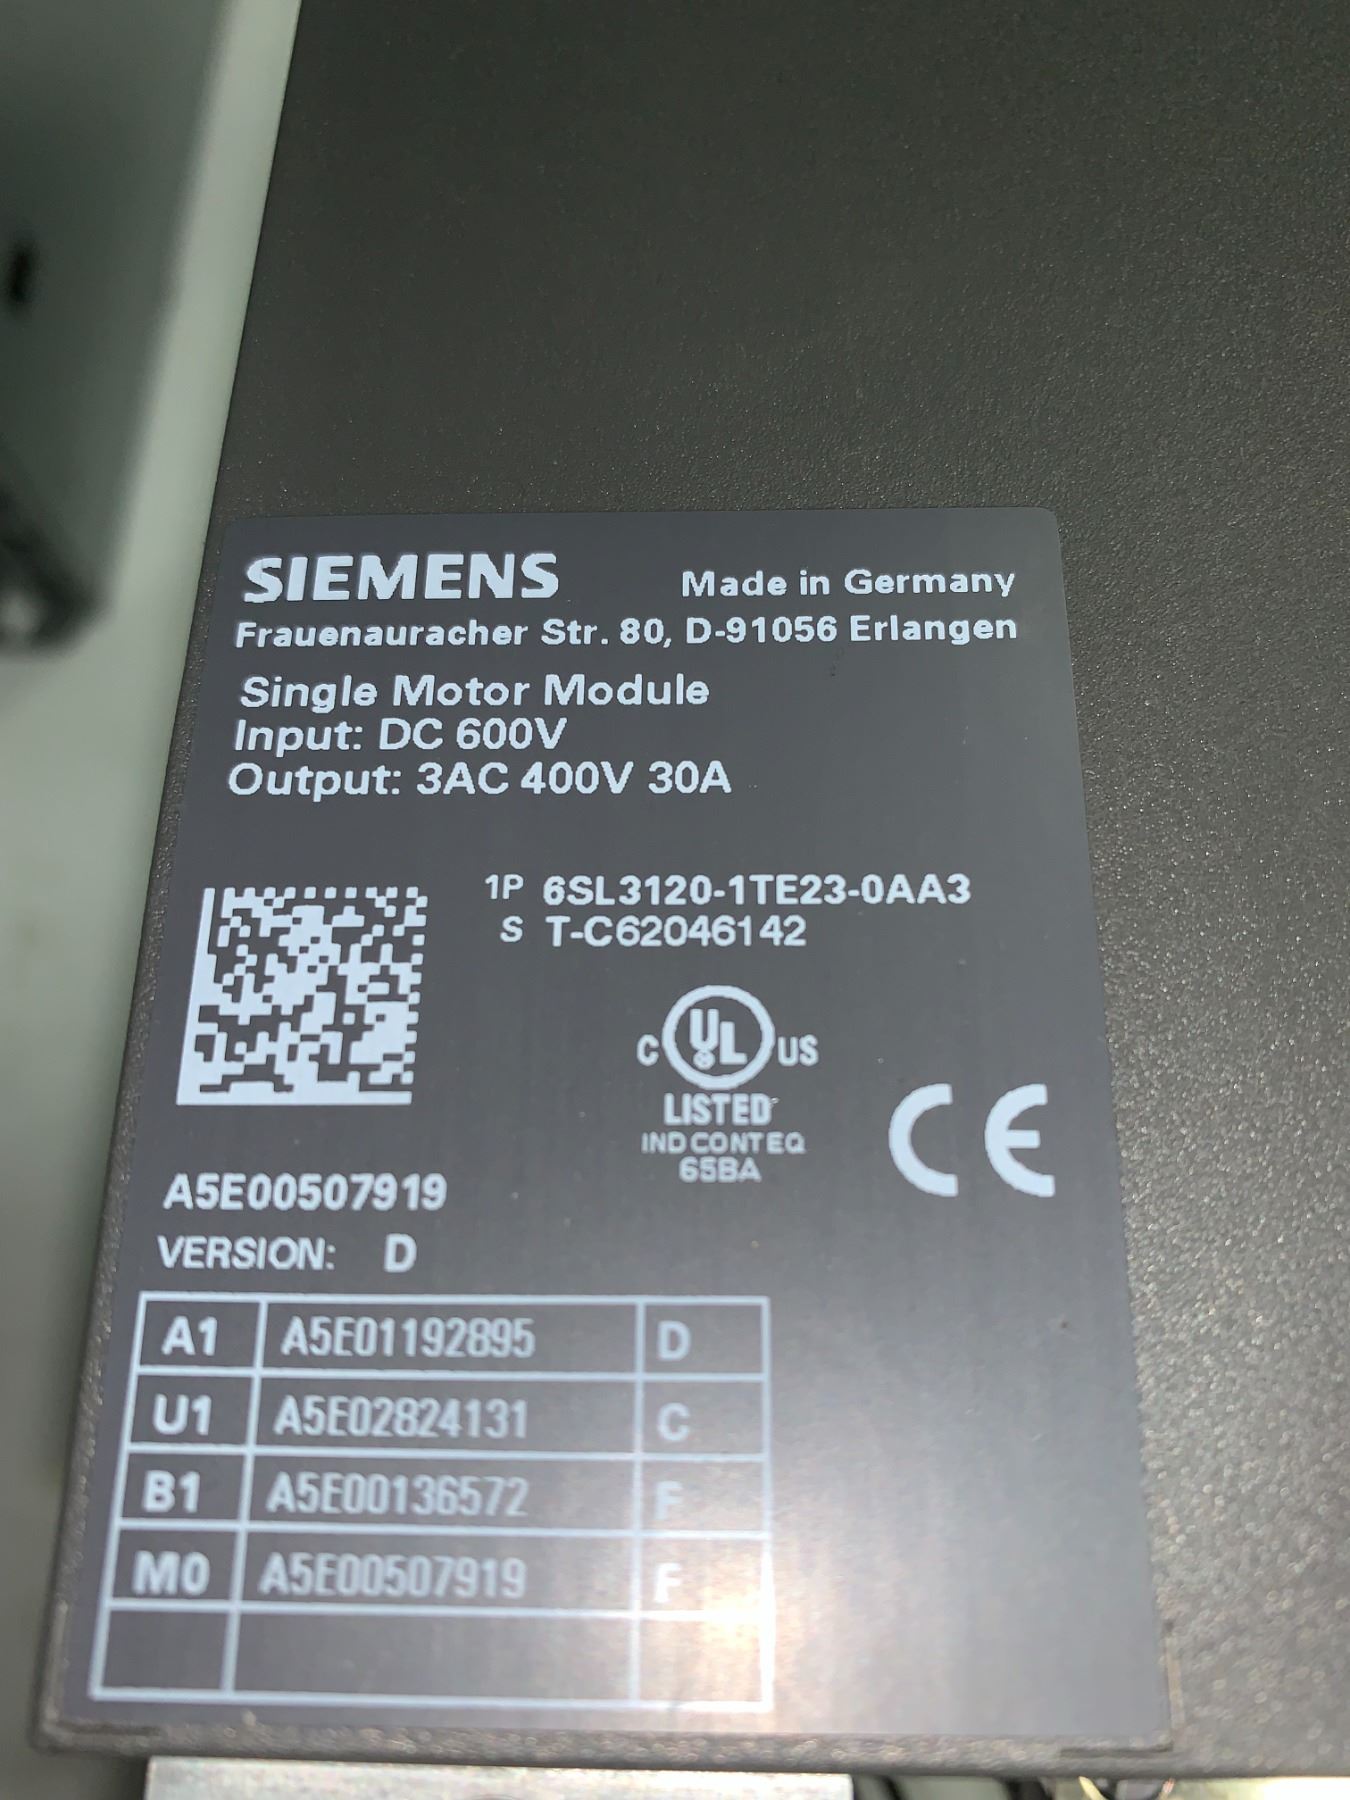 SIEMENS Made in Germany
Frauenauracher Str. 80, D-91056 Erlangen
Single Motor Module
Input: DC 600V
Output: 3AC 400V 30A
1P 6SL3120-1TE23-0AA3
S T-C62046142
C UL US
LISTED
IND CONT EQ
65BA
CE
A5E00507919
VERSION: D
A1 A5E01192895 D
U1 A5E02824131 C
B1 A5E00136572 F
M0 A5E00507919 F